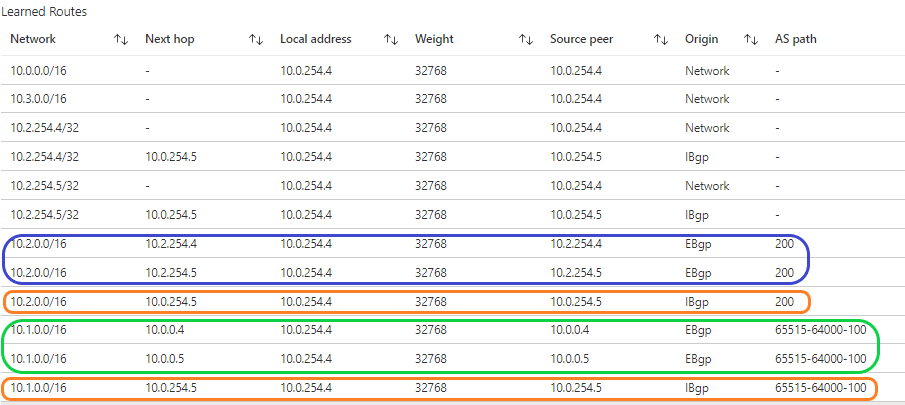 Learned Routes
Network Next hop Local address Weight Source peer Origin AS path
10.0.0.0/16 - 10.0.254.4 32768 10.0.254.4 Network -
10.3.0.0/16 - 10.0.254.4 32768 10.0.254.4 Network -
10.2.254.4/32 - 10.0.254.4 32768 10.0.254.4 Network -
10.2.254.4/32 10.0.254.5 10.0.254.4 32768 10.0.254.5 IBgp -
10.2.254.5/32 - 10.0.254.4 32768 10.0.254.4 Network -
10.2.254.5/32 10.0.254.5 10.0.254.4 32768 10.0.254.5 IBgp -
10.2.0.0/16 10.2.254.4 10.0.254.4 32768 10.2.254.4 EBgp 200
10.2.0.0/16 10.2.254.5 10.0.254.4 32768 10.2.254.5 EBgp 200
10.2.0.0/16 10.0.254.5 10.0.254.4 32768 10.0.254.5 IBgp 200
10.1.0.0/16 10.0.0.4 10.0.254.4 32768 10.0.0.4 EBgp 65515-64000-100
10.1.0.0/16 10.0.0.5 10.0.254.4 32768 10.0.0.5 EBgp 65515-64000-100
10.1.0.0/16 10.0.254.5 10.0.254.4 32768 10.0.254.5 IBgp 65515-64000-100